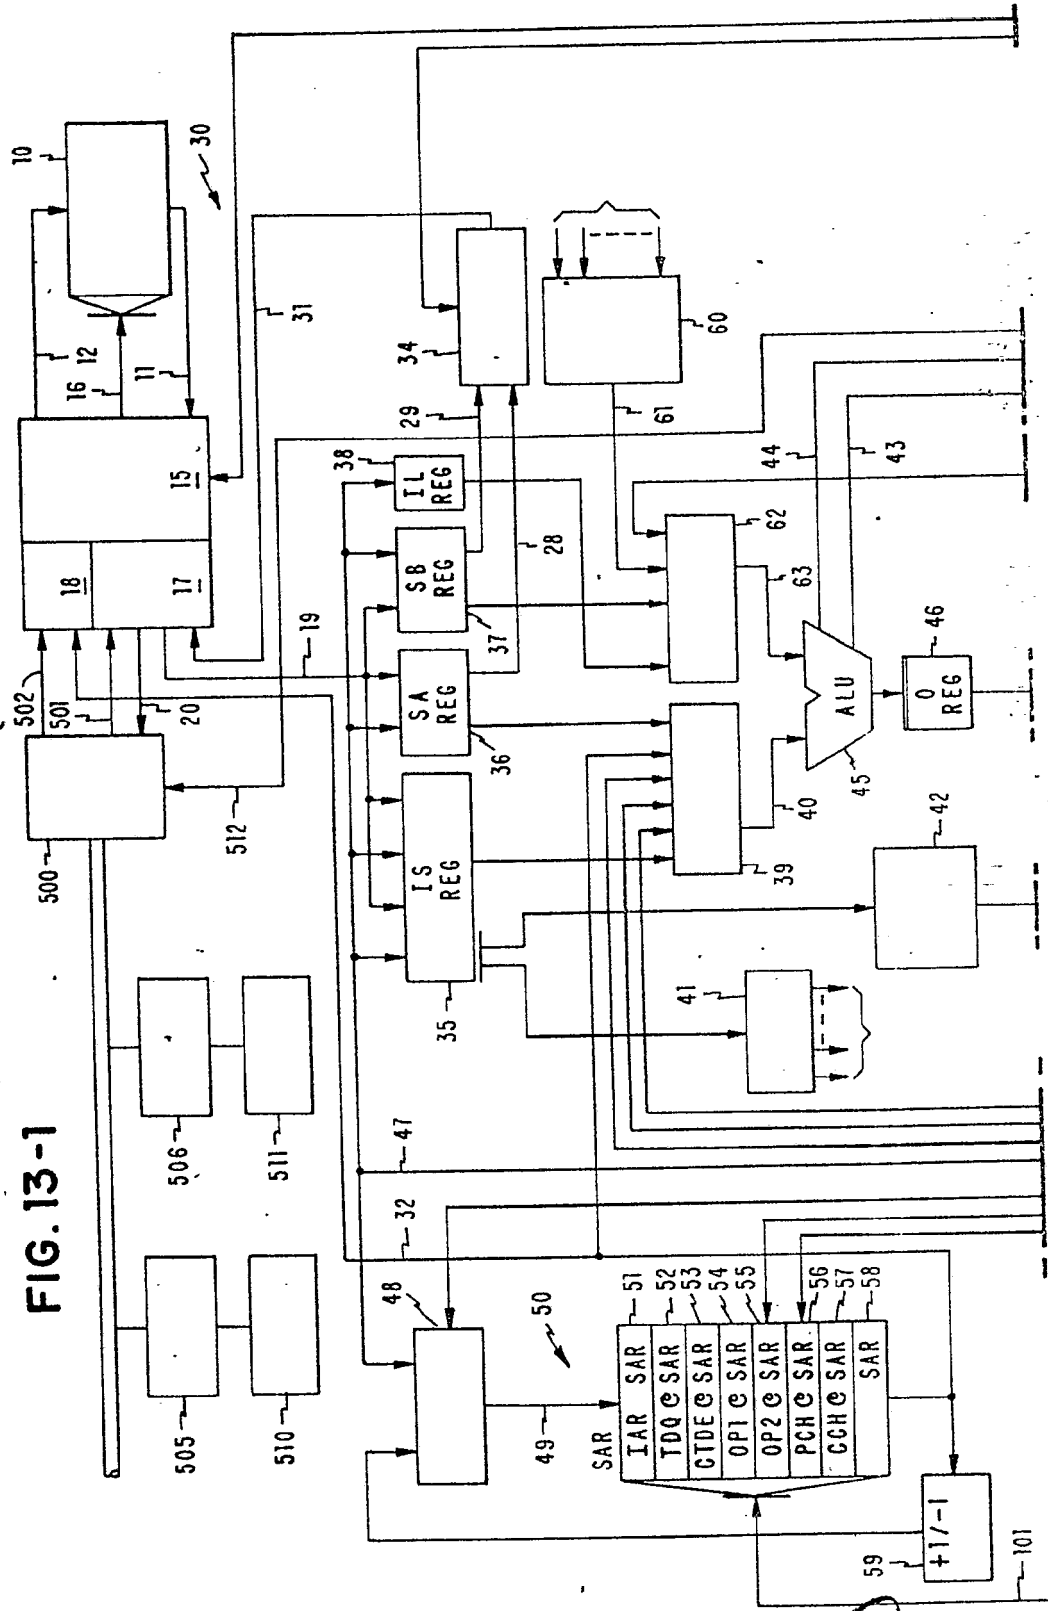 FIG. 13-1
10
12
16
11
30
15
18
17
31
502
501
20
19
500
512
506
511
505
510
34
29
28
38
IL
REG
SB
REG
37
SA
REG
36
IS
REG
35
60
61
62
63
44
43
ALU
45
46
O
REG
40
39
42
41
47
32
48
49
50
SAR
IAR SAR
51
TDQ @ SAR
52
CTDE @ SAR
53
OP1 @ SAR
54
OP2 @ SAR
55
PCH @ SAR
56
CCH @ SAR
57
SAR
58
59
+1/-1
101